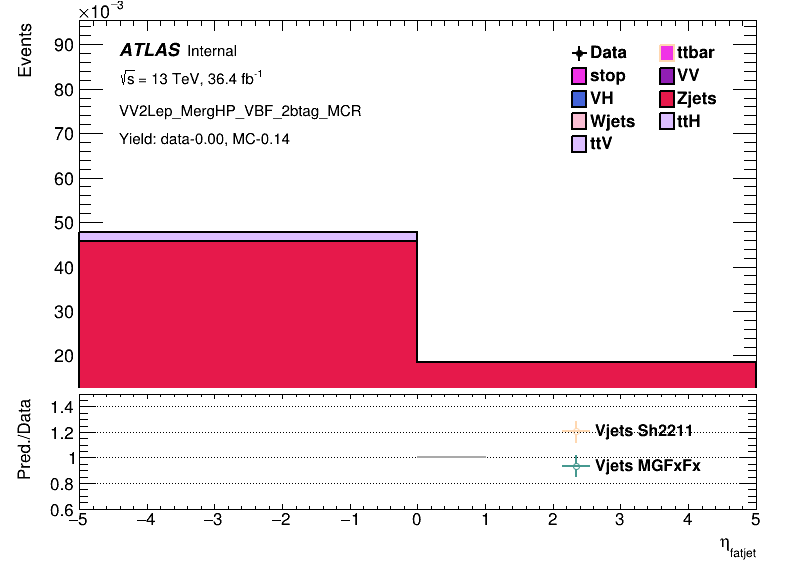 ×10⁻³
Events
90
80
70
60
50
40
30
20
ATLAS Internal
√s = 13 TeV, 36.4 fb⁻¹
VV2Lep_MergHP_VBF_2btag_MCR
Yield: data-0.00, MC-0.14
Data
ttbar
stop
VV
VH
Zjets
Wjets
ttH
ttV
Pred./Data
1.4
1.2
1
0.8
0.6
Vjets Sh2211
Vjets MGFxFx
−5 −4 −3 −2 −1 0 1 2 3 4 5
η_fatjet